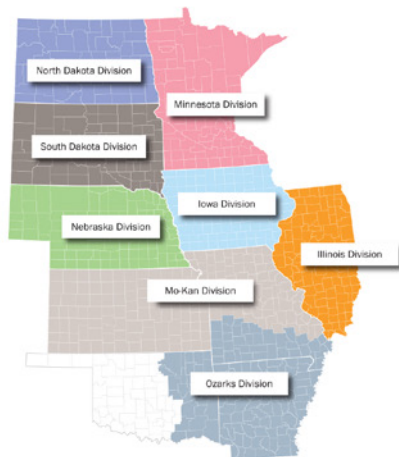 North Dakota Division
Minnesota Division
South Dakota Division
Iowa Division
Nebraska Division
Illinois Division
Mo-Kan Division
Ozarks Division